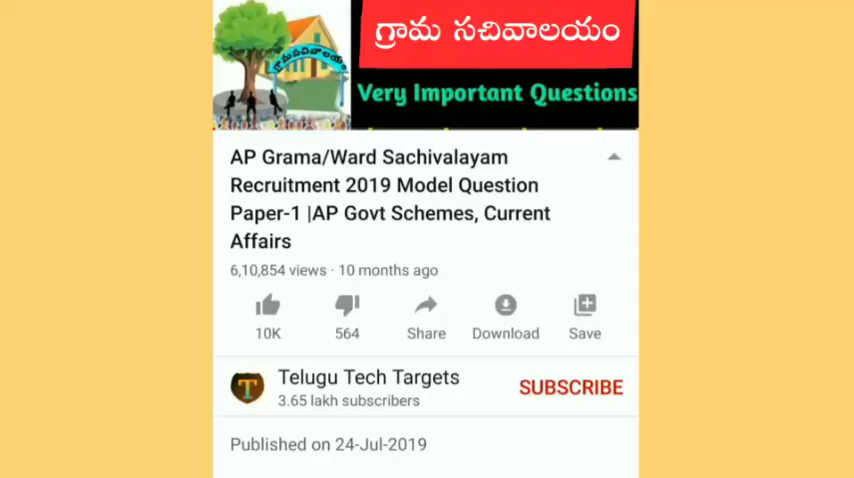 గ్రామ సచివాలయం
గ్రామసచివాలయం
Very Important Questions
AP Grama/Ward Sachivalayam
Recruitment 2019 Model Question
Paper-1 |AP Govt Schemes, Current
Affairs
6,10,854 views · 10 months ago
10K 564 Share Download Save
T
Telugu Tech Targets
SUBSCRIBE
3.65 lakh subscribers
Published on 24-Jul-2019